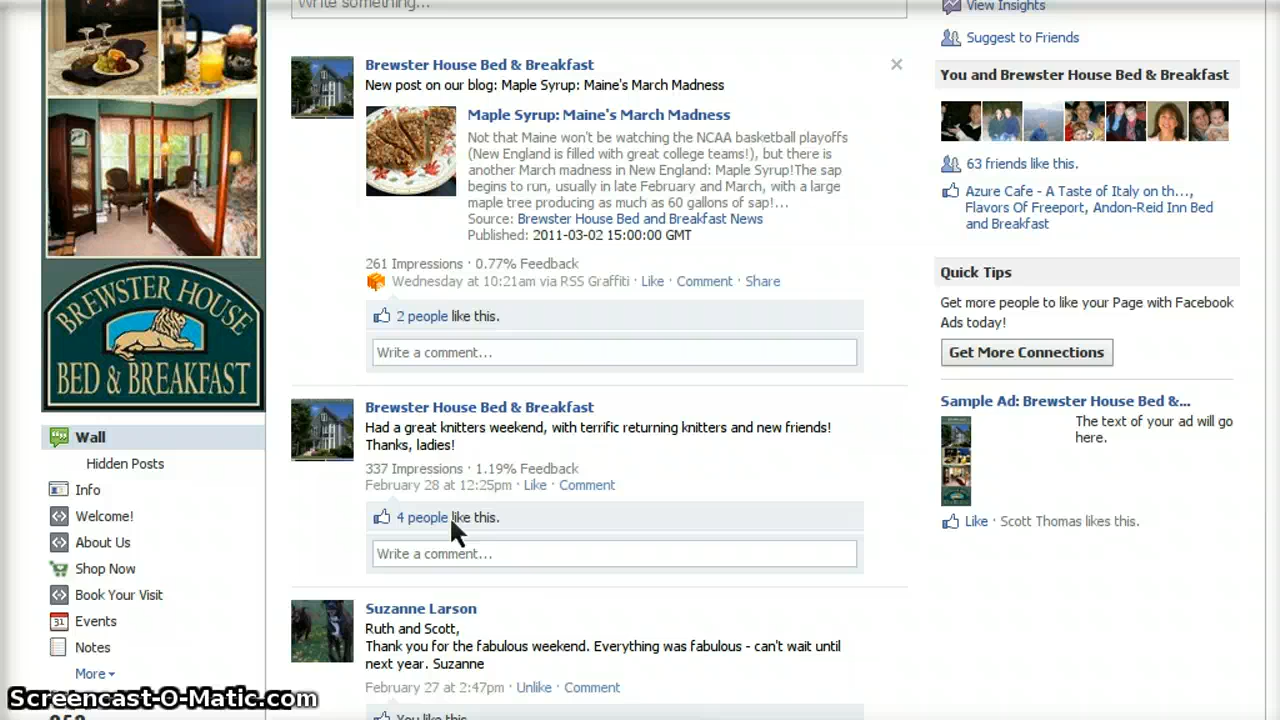 Write something...
View Insights
Suggest to Friends
Brewster House Bed & Breakfast
New post on our blog: Maple Syrup: Maine's March Madness
Maple Syrup: Maine's March Madness
Not that Maine won't be watching the NCAA basketball playoffs
(New England is filled with great college teams!), but there is
another March madness in New England: Maple Syrup!The sap
begins to run, usually in late February and March, with a large
maple tree producing as much as 60 gallons of sap!...
Source: Brewster House Bed and Breakfast News
Published: 2011-03-02 15:00:00 GMT
261 Impressions · 0.77% Feedback
Wednesday at 10:21am via RSS Graffiti · Like · Comment · Share
2 people like this.
Write a comment...
Brewster House Bed & Breakfast
Had a great knitters weekend, with terrific returning knitters and new friends!
Thanks, ladies!
337 Impressions · 1.19% Feedback
February 28 at 12:25pm · Like · Comment
4 people like this.
Write a comment...
Suzanne Larson
Ruth and Scott,
Thank you for the fabulous weekend. Everything was fabulous - can't wait until
next year. Suzanne
February 27 at 2:47pm · Unlike · Comment
You like this.
BREWSTER HOUSE
BED & BREAKFAST
Wall
Hidden Posts
Info
Welcome!
About Us
Shop Now
Book Your Visit
31 Events
Notes
More
Screencast-O-Matic.com
You and Brewster House Bed & Breakfast
63 friends like this.
Azure Cafe - A Taste of Italy on th...,
Flavors Of Freeport, Andon-Reid Inn Bed
and Breakfast
Quick Tips
Get more people to like your Page with Facebook
Ads today!
Get More Connections
Sample Ad: Brewster House Bed &...
The text of your ad will go
here.
Like · Scott Thomas likes this.